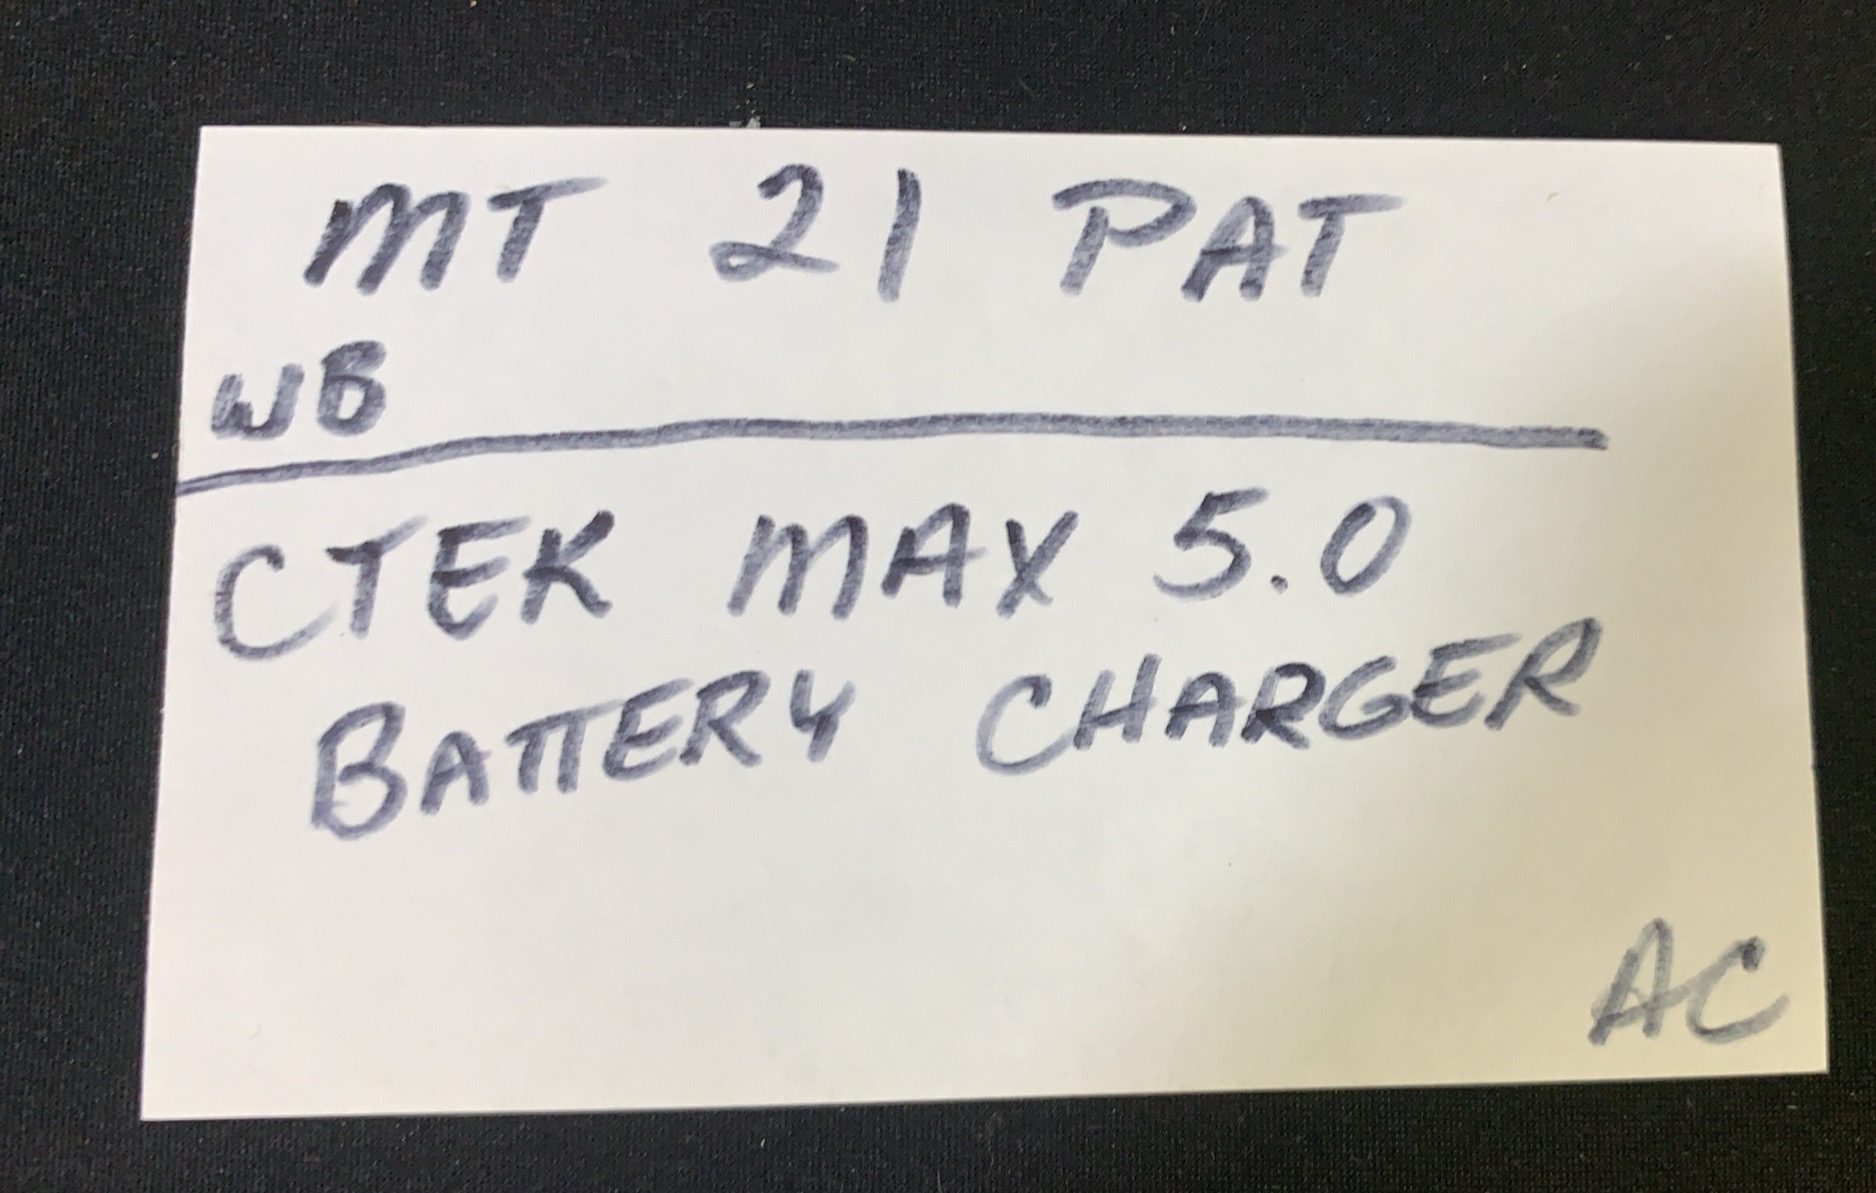 MT 21 PAT
WB
CTEK MAX 5.0
BATTERY CHARGER
AC